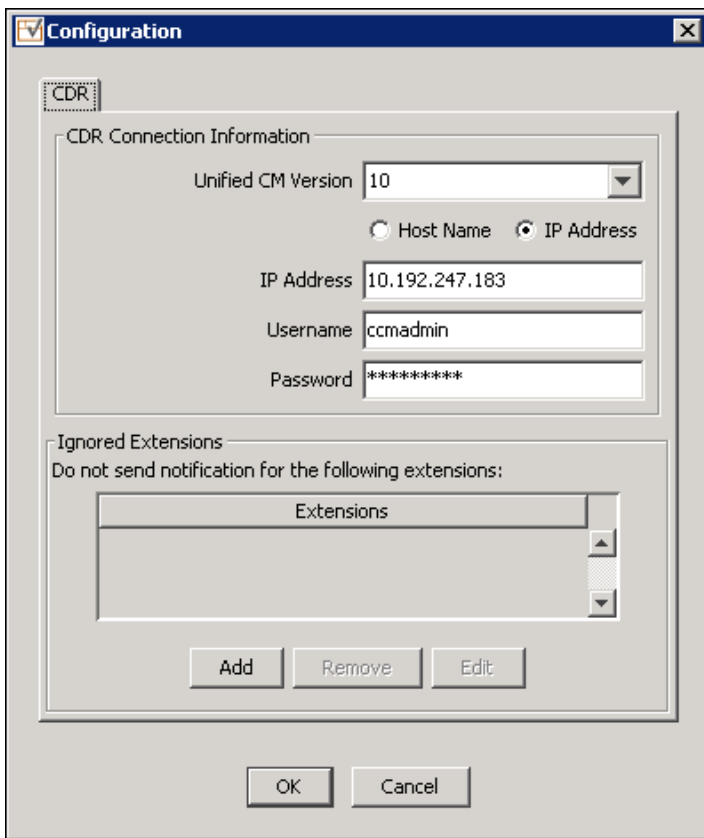 Configuration
CDR
CDR Connection Information
Unified CM Version 10
Host Name IP Address
IP Address 10.192.247.183
Username ccmadmin
Password *********
Ignored Extensions
Do not send notification for the following extensions:
Extensions
Add Remove Edit
OK Cancel